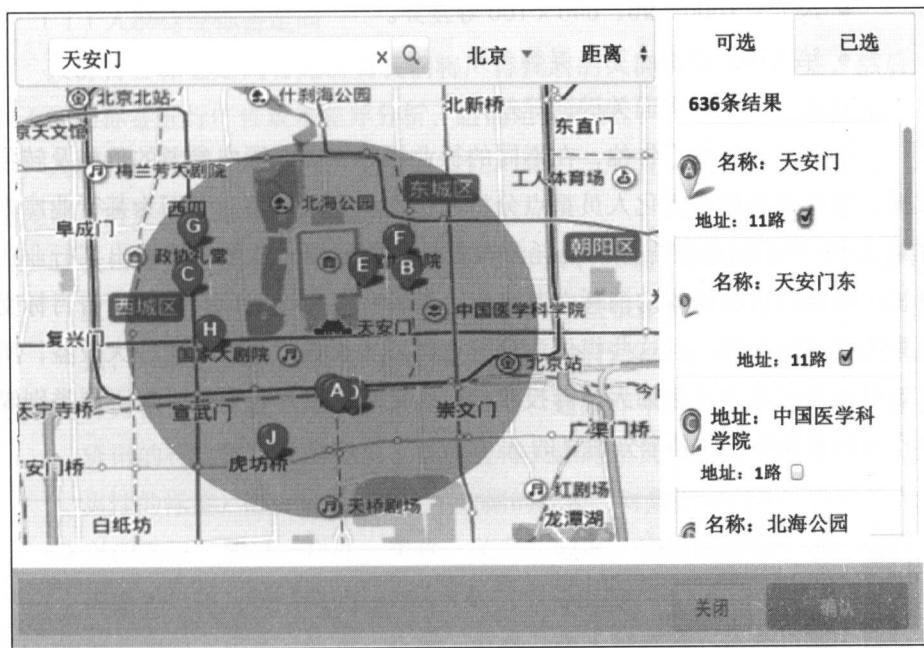 天安门
×
北京
距离
可选
已选
636条结果
A
名称：天安门
地址：11路
名称：天安门东
地址：11路
C
地址：中国医学科
学院
地址：1路
名称：北海公园
北京北站
什刹海公园
北新桥
京天文馆
东直门
梅兰芳大剧院
工人体育场
东城区
西四
北海公园
阜成门
G
F
朝阳区
政协礼堂
E
B
C
西城区
中国医学科学院
H
天安门
复兴门
国家大剧院
北京站
A
天宁寺桥
宣武门
崇文门
J
广渠门桥
安门桥
虎坊桥
天桥剧场
红剧场
白纸坊
龙潭湖
关闭
确认